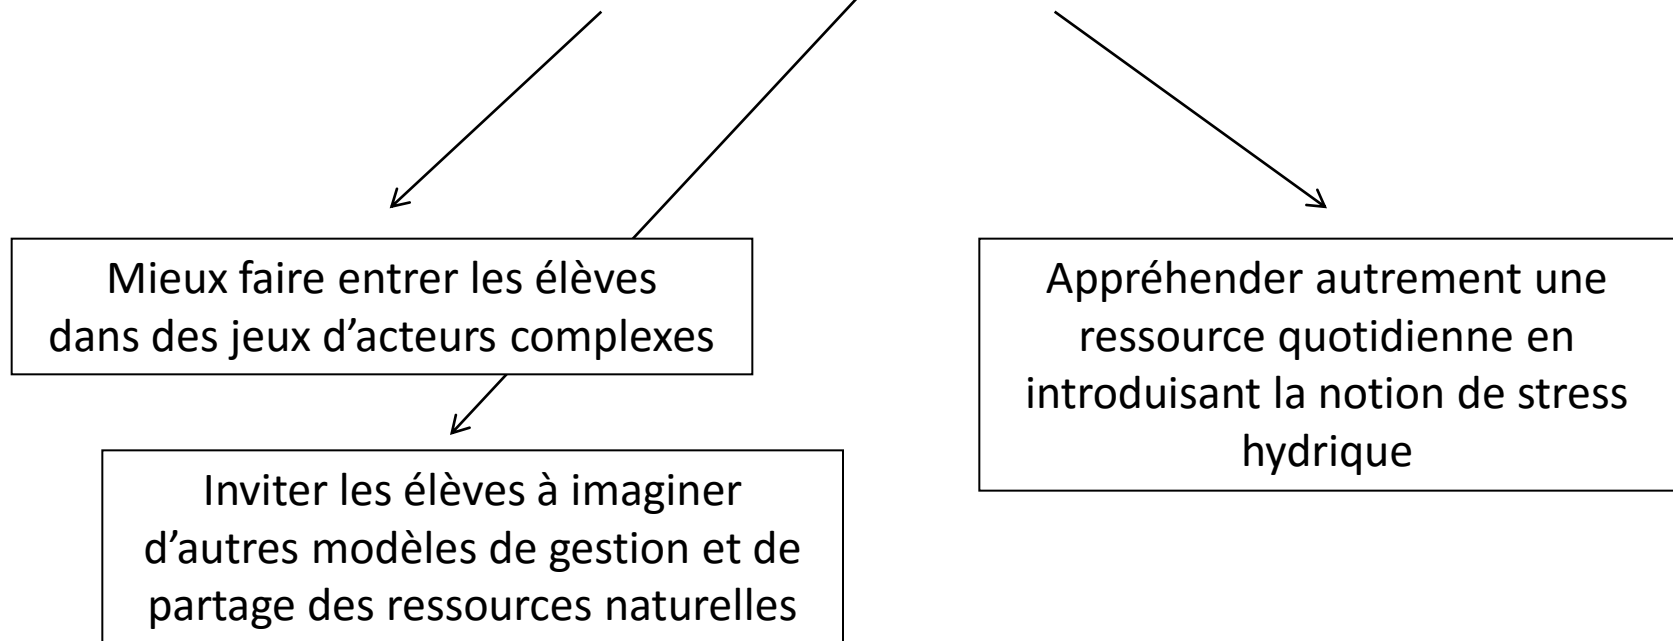 Mieux faire entrer les élèves
dans des jeux d’acteurs complexes
Inviter les élèves à imaginer
d’autres modèles de gestion et de
partage des ressources naturelles
Appréhender autrement une
ressource quotidienne en
introduisant la notion de stress
hydrique